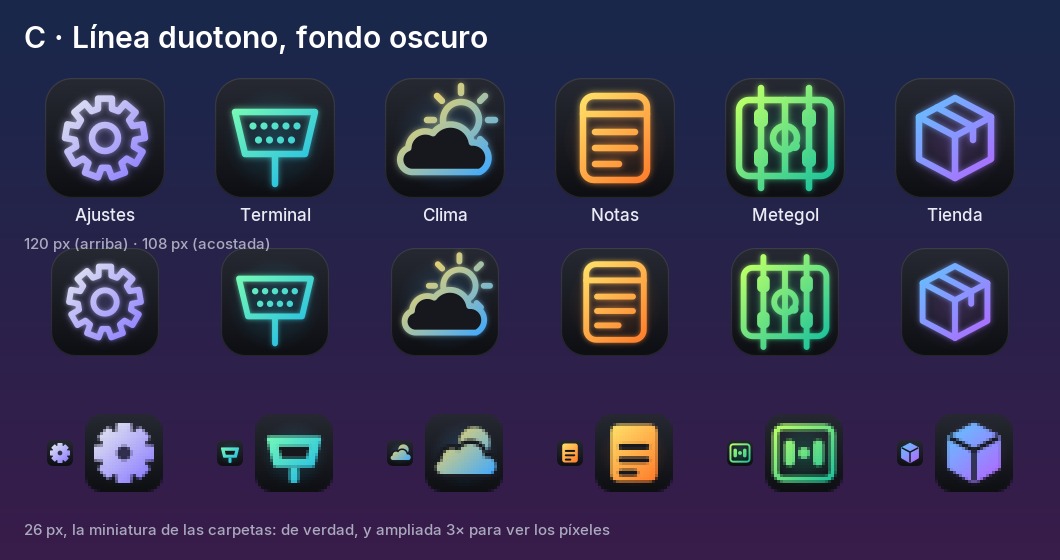 C · Línea duotono, fondo oscuro
Ajustes
Terminal
Clima
Notas
Metegol
Tienda
120 px (arriba) · 108 px (acostada)
26 px, la miniatura de las carpetas: de verdad, y ampliada 3× para ver los píxeles